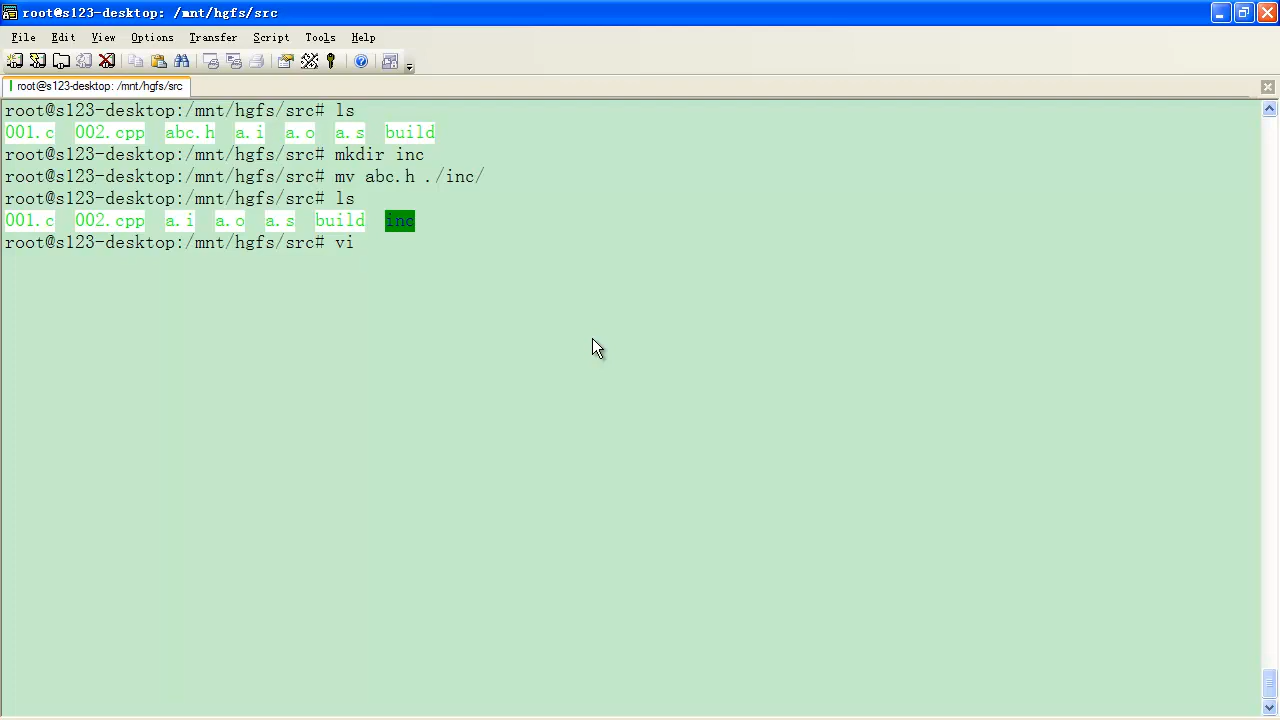 root@s123-desktop: /mnt/hgfs/src
File Edit View Options Transfer Script Tools Help
root@s123-desktop: /mnt/hgfs/src
root@s123-desktop:/mnt/hgfs/src# ls
001.c 002.cpp abc.h a.i a.o a.s build
root@s123-desktop:/mnt/hgfs/src# mkdir inc
root@s123-desktop:/mnt/hgfs/src# mv abc.h ./inc/
root@s123-desktop:/mnt/hgfs/src# ls
001.c 002.cpp a.i a.o a.s build inc
root@s123-desktop:/mnt/hgfs/src# vi